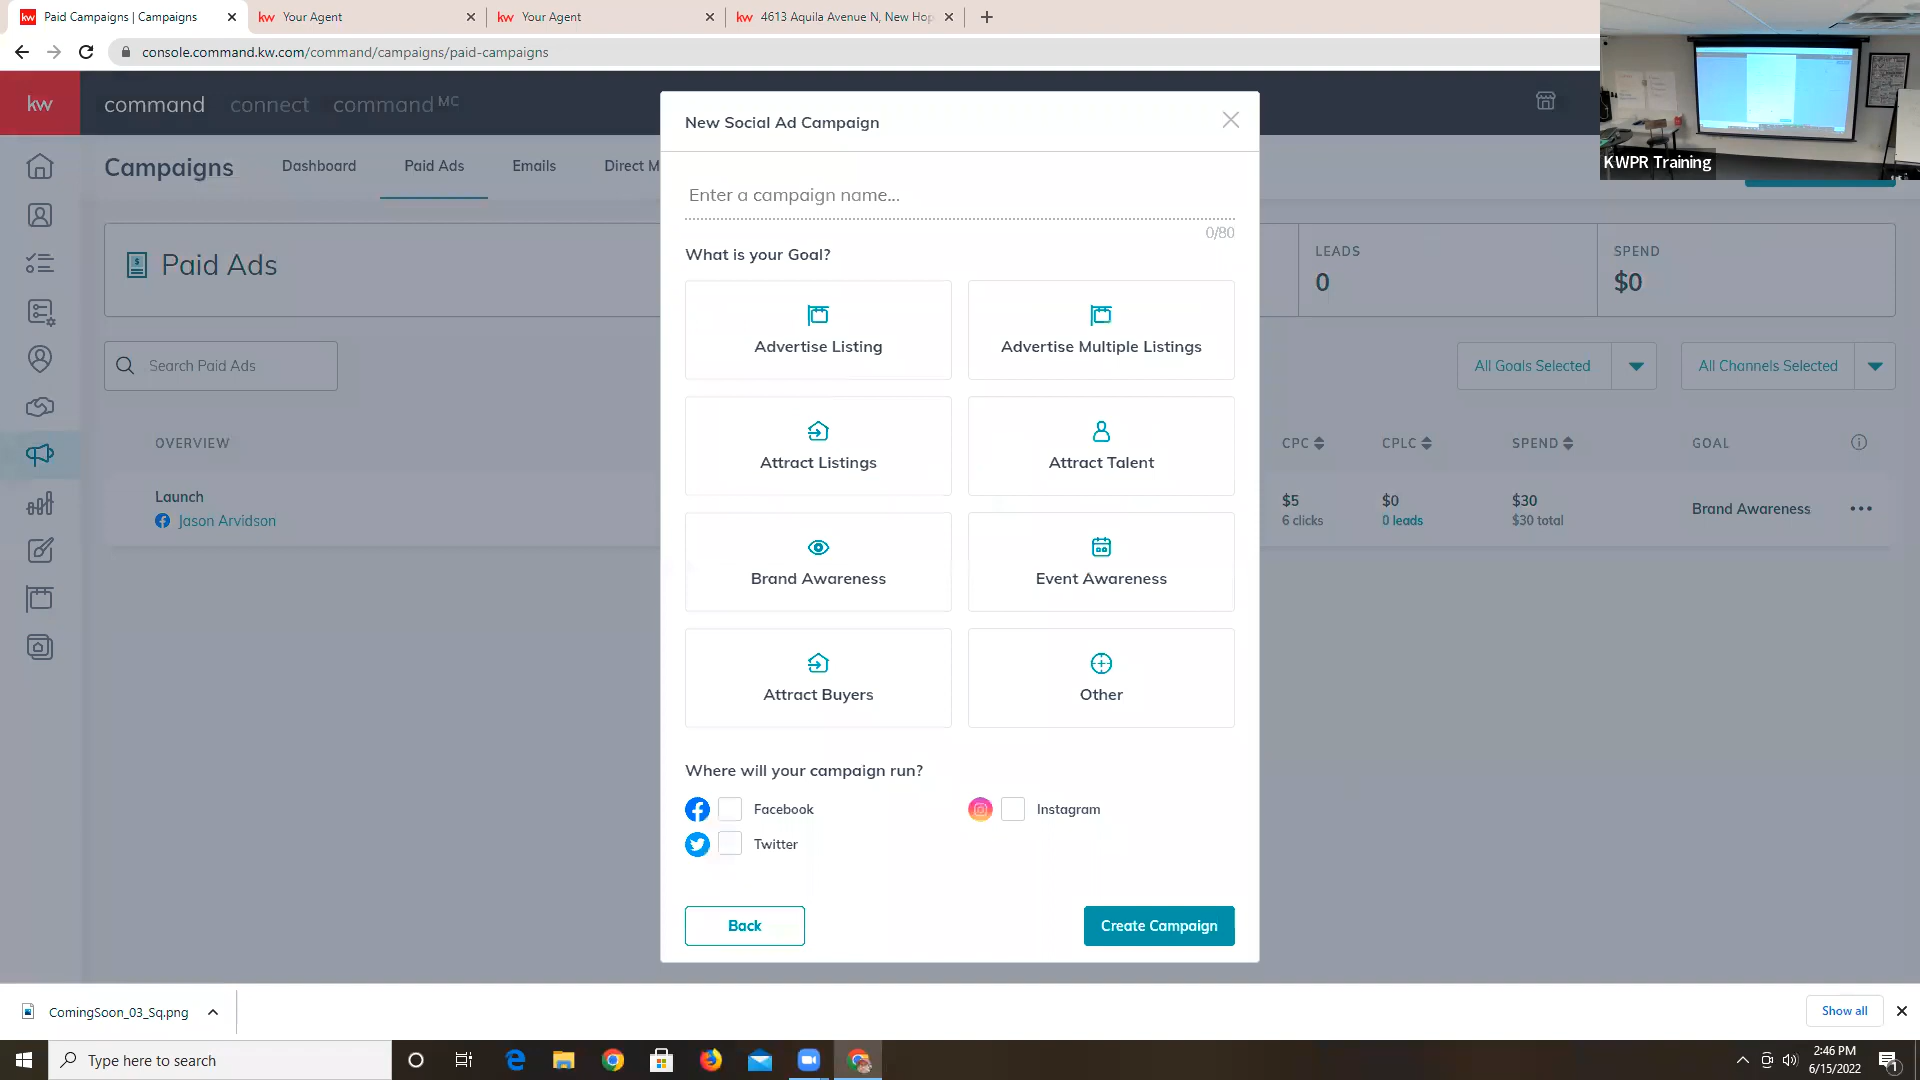 Paid Campaigns | Campaigns
kw Your Agent
kw Your Agent
kw 4613 Aquila Avenue N, New Hop
console.command.kw.com/command/campaigns/paid-campaigns
kw
command connect command MC
Campaigns Dashboard Paid Ads Emails Direct M
Paid Ads
LEADS
0
SPEND
$0
Search Paid Ads
All Goals Selected
All Channels Selected
OVERVIEW CPC CPLC SPEND GOAL
Launch
Jason Arvidson
$5
6 clicks
$0
0 leads
$30
$30 total
Brand Awareness
New Social Ad Campaign
Enter a campaign name...
0/80
What is your Goal?
Advertise Listing
Advertise Multiple Listings
Attract Listings
Attract Talent
Brand Awareness
Event Awareness
Attract Buyers
Other
Where will your campaign run?
Facebook
Instagram
Twitter
Back
Create Campaign
KWPR Training
ComingSoon_03_Sq.png
Show all
Type here to search
2:46 PM
6/15/2022
1